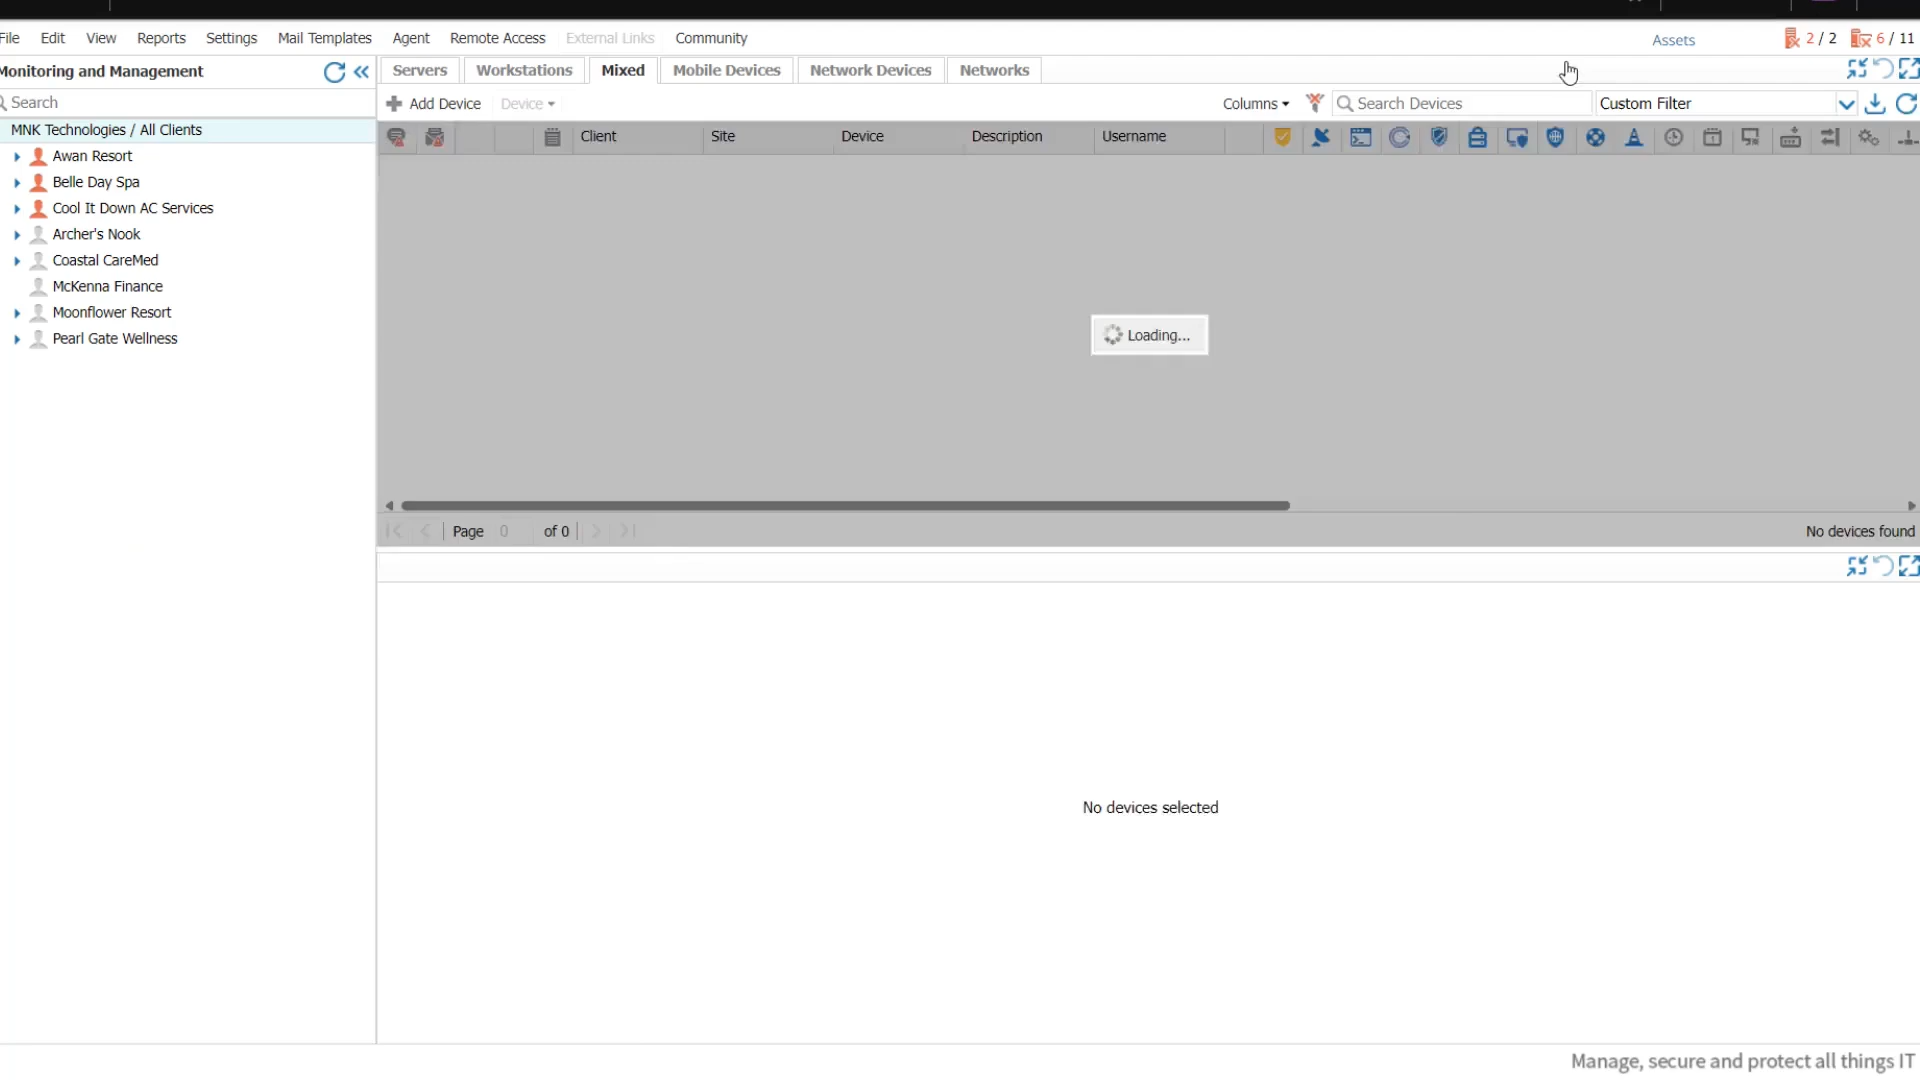 File Edit View Reports Settings Mail Templates Agent Remote Access External Links Community Assets 2 / 2 6 / 11
Monitoring and Management Servers Workstations Mixed Mobile Devices Network Devices Networks
Search Add Device Device Columns Search Devices Custom Filter
MNK Technologies / All Clients Client Site Device Description Username
Awan Resort
Belle Day Spa
Cool It Down AC Services
Archer's Nook
Coastal CareMed
McKenna Finance
Moonflower Resort
Pearl Gate Wellness
Loading...
Page 0 of 0 No devices found
No devices selected
Manage, secure and protect all things IT